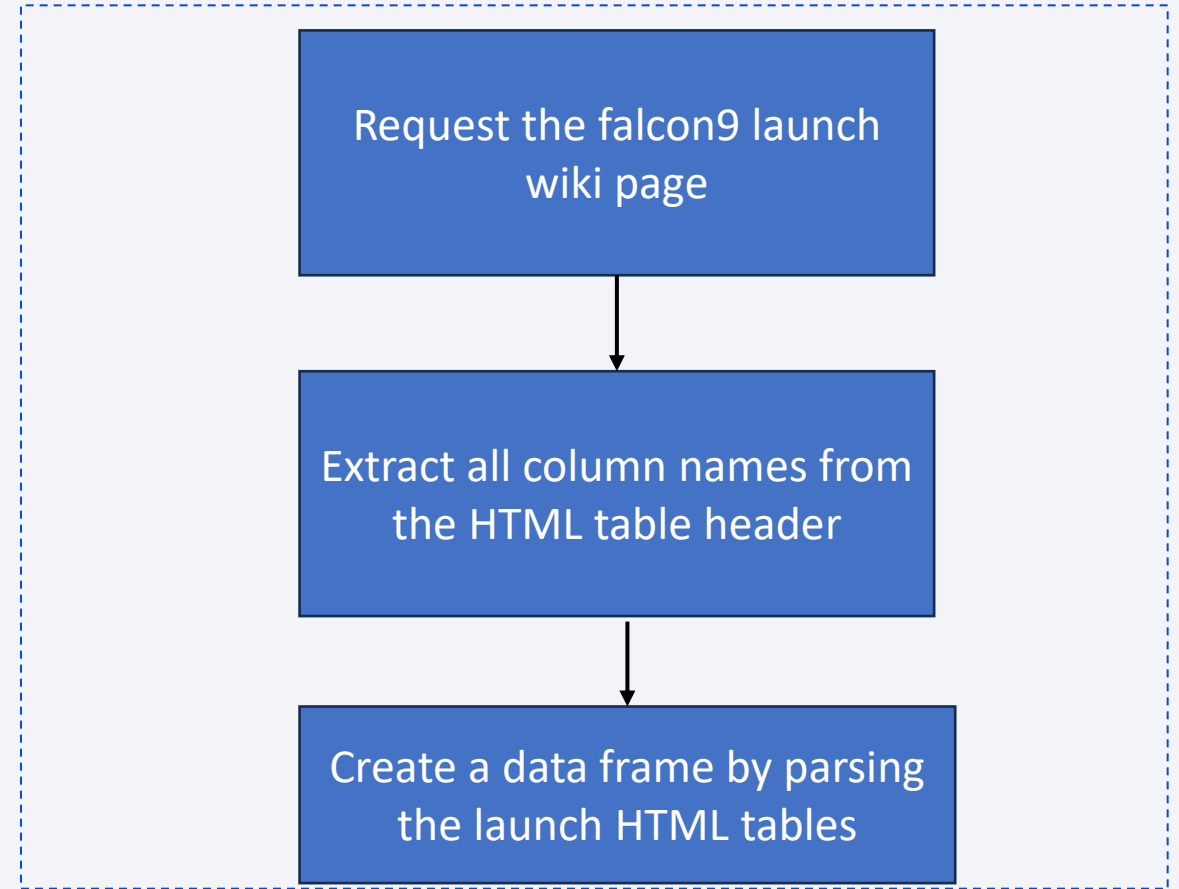 Request the falcon9 launch
wiki page
Extract all column names from
the HTML table header
Create a data frame by parsing
the launch HTML tables